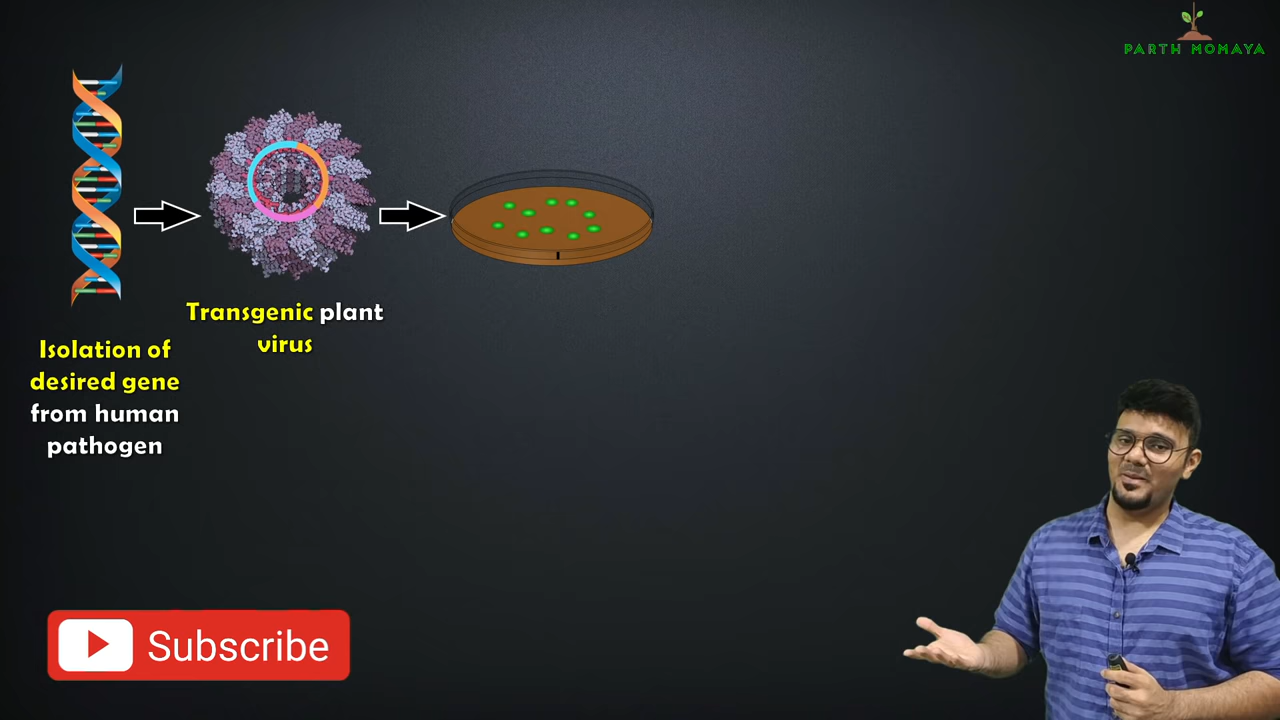 PARTH MOMAYA
Transgenic plant
virus
Isolation of
desired gene
from human
pathogen
Subscribe